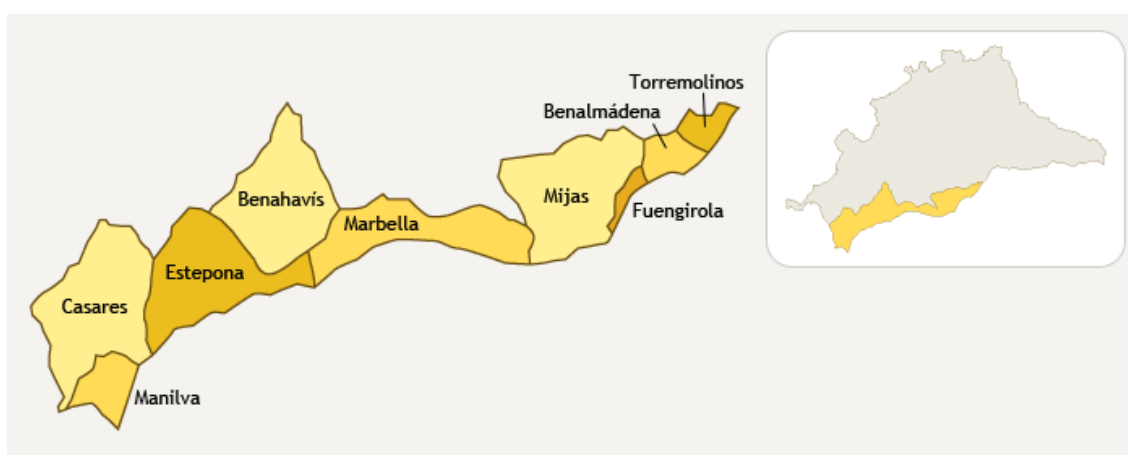 Torremolinos
Benalmádena
Benahavís
Mijas
Fuengirola
Marbella
Estepona
Casares
Manilva